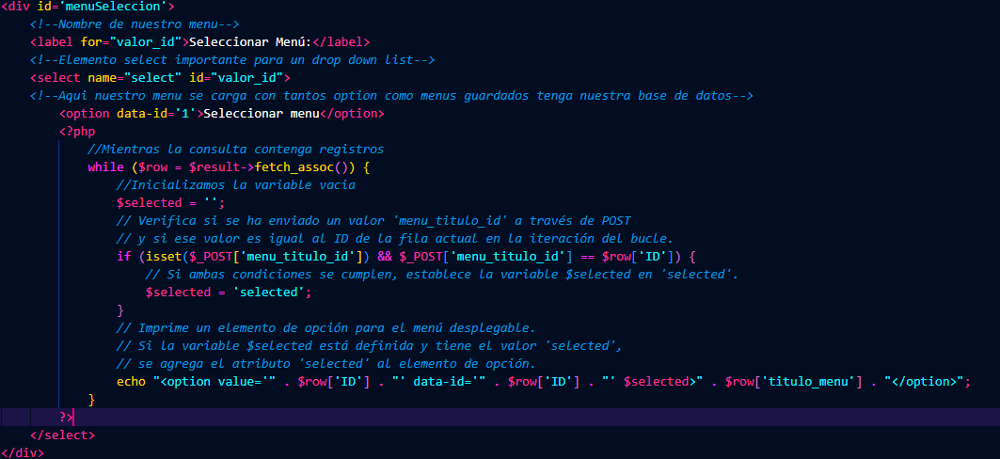 <div id='menuSeleccion'>
<!--Nombre de nuestro menu-->
<label for="valor_id">Seleccionar Menú:</label>
<!--Elemento select importante para un drop down list-->
<select name="select" id="valor_id">
<!--Aqui nuestro menu se carga con tantos option como menus guardados tenga nuestra base de datos-->
<option data-id='1'>Seleccionar menu</option>
<?php
//Mientras la consulta contenga registros
while ($row = $result->fetch_assoc()) {
//Inicializamos la variable vacia
$selected = '';
// Verifica si se ha enviado un valor 'menu_titulo_id' a través de POST
// y si ese valor es igual al ID de la fila actual en la iteración del bucle.
if (isset($_POST['menu_titulo_id']) && $_POST['menu_titulo_id'] == $row['ID']) {
// Si ambas condiciones se cumplen, establece la variable $selected en 'selected'.
$selected = 'selected';
}
// Imprime un elemento de opción para el menú desplegable.
// Si la variable $selected está definida y tiene el valor 'selected',
// se agrega el atributo 'selected' al elemento de opción.
echo "<option value='" . $row['ID'] . "' data-id='" . $row['ID'] . "' $selected>" . $row['titulo_menu'] . "</option>";
}
?>
</select>
</div>